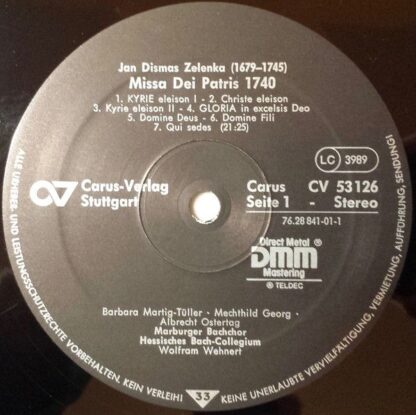 Jan Dismas Zelenka (1679-1745)
Missa Dei Patris 1740
1. KYRIE eleison I - 2. Christe eleison
3. Kyrie eleison II - 4. GLORIA in excelsis Deo
5. Domine Deus - 6. Domine Fili
7. Qui sedes (21:25)
LC 3989
Carus-Verlag
Stuttgart
Carus CV 53126
Seite 1 - Stereo
76.28 841-01-1
Direct Metal ®
DMM
Mastering
® TELDEC
Barbara Martig-Tüller · Mechthild Georg ·
Albrecht Ostertag
Marburger Bachchor
Hessisches Bach-Collegium
Wolfram Wehnert
ALLE URHEBER- UND LEISTUNGSSCHUTZRECHTE VORBEHALTEN. KEIN VERLEIH!
33
KEINE UNERLAUBTE VERVIELFÄLTIGUNG, VERMIETUNG, AUFFÜHRUNG, SENDUNG!